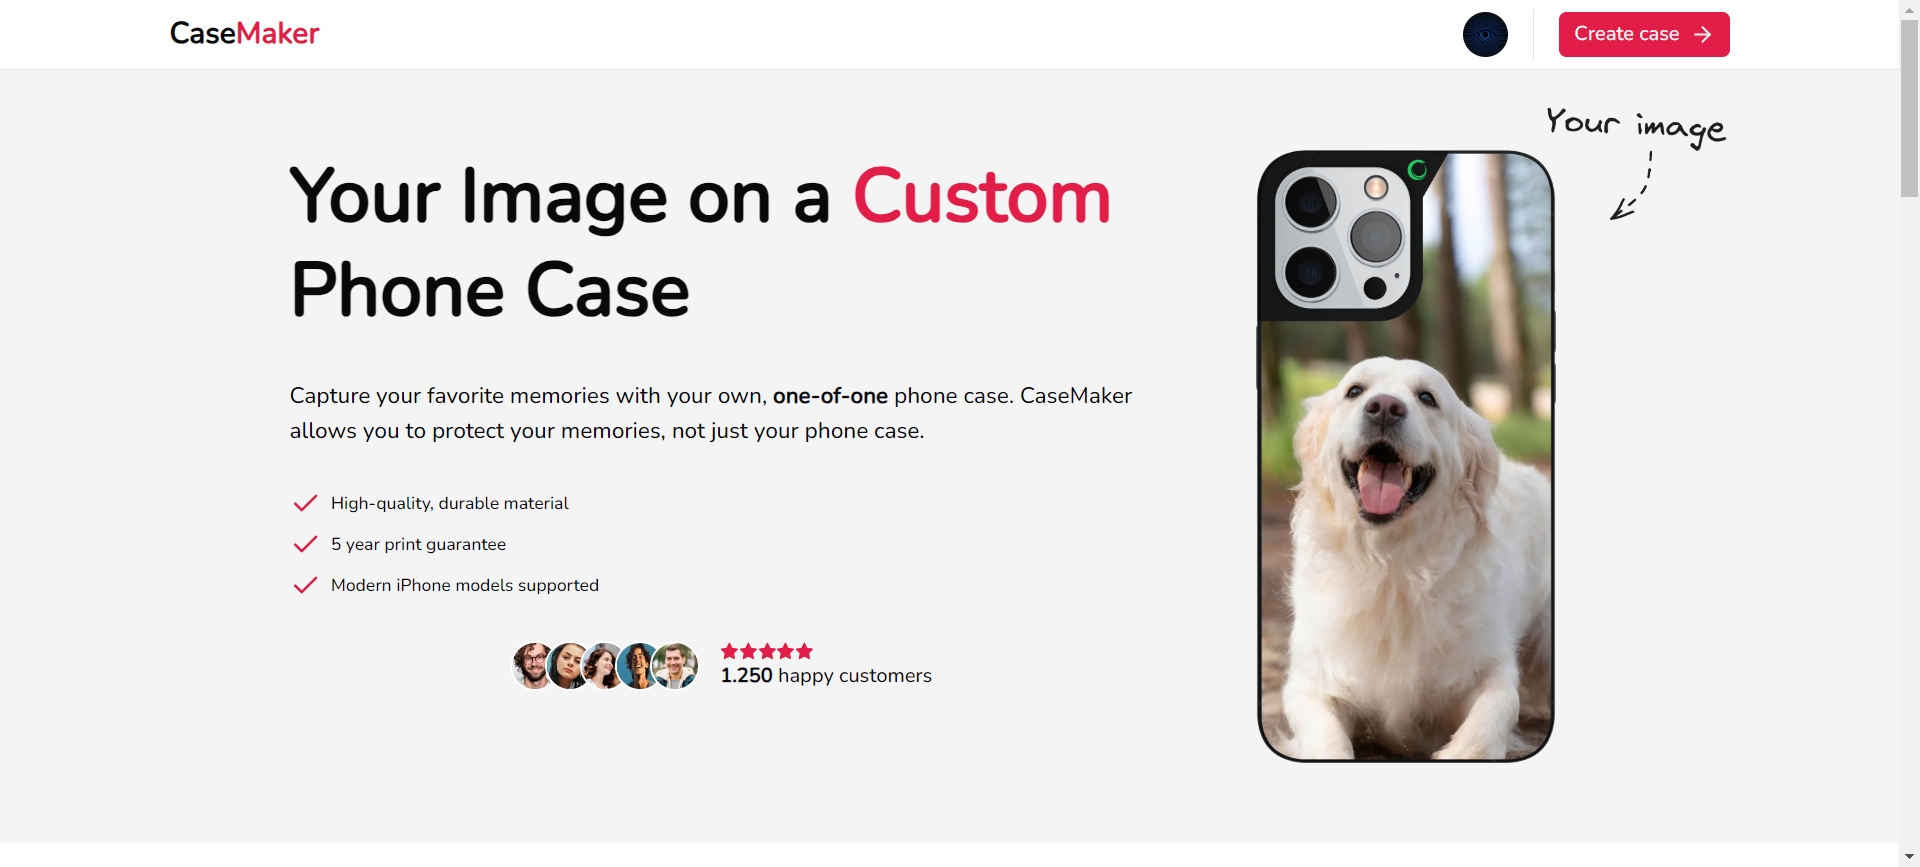 CaseMaker
Create case
Your image
Your Image on a Custom
Phone Case
Capture your favorite memories with your own, one-of-one phone case. CaseMaker
allows you to protect your memories, not just your phone case.
High-quality, durable material
5 year print guarantee
Modern iPhone models supported
1.250 happy customers